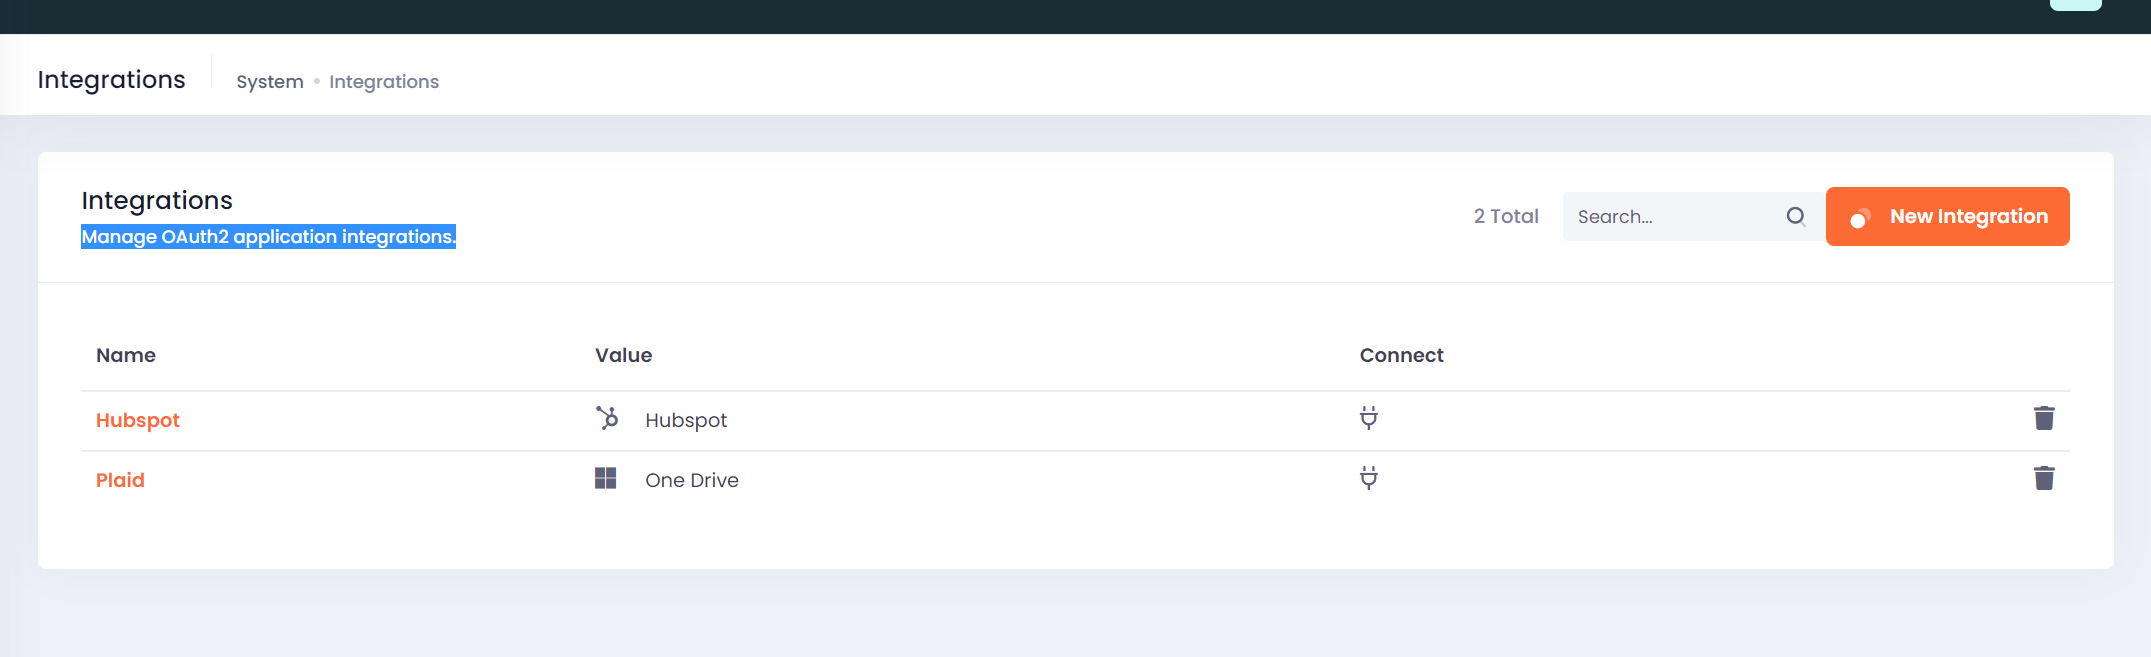 Integrations
System • Integrations
Integrations
Manage OAuth2 application integrations.
2 Total
Search...
New Integration
Name Value Connect
Hubspot Hubspot
Plaid One Drive